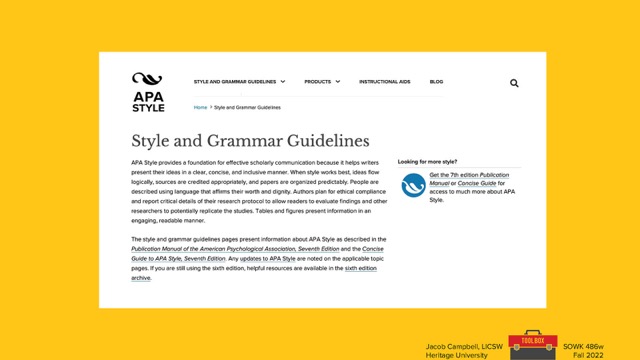 APA
STYLE
STYLE AND GRAMMAR GUIDELINES
PRODUCTS
INSTRUCTIONAL AIDS
BLOG
Home › Style and Grammar Guidelines
Style and Grammar Guidelines
APA Style provides a foundation for effective scholarly communication because it helps writers
present their ideas in a clear, concise, and inclusive manner. When style works best, ideas flow
logically, sources are credited appropriately, and papers are organized predictably. People are
described using language that affirms their worth and dignity. Authors plan for ethical compliance
and report critical details of their research protocol to allow readers to evaluate findings and other
researchers to potentially replicate the studies. Tables and figures present information in an
engaging, readable manner.
The style and grammar guidelines pages present information about APA Style as described in the
Publication Manual of the American Psychological Association, Seventh Edition and the Concise
Guide to APA Style, Seventh Edition. Any updates to APA Style are noted on the applicable topic
pages. If you are still using the sixth edition, helpful resources are available in the sixth edition
archive.
Looking for more style?
Get the 7th edition Publication
Manual or Concise Guide for
access to much more about APA
Style.
Jacob Campbell, LICSW
Heritage University
TOOLBOX
SOWK 486w
Fall 2022